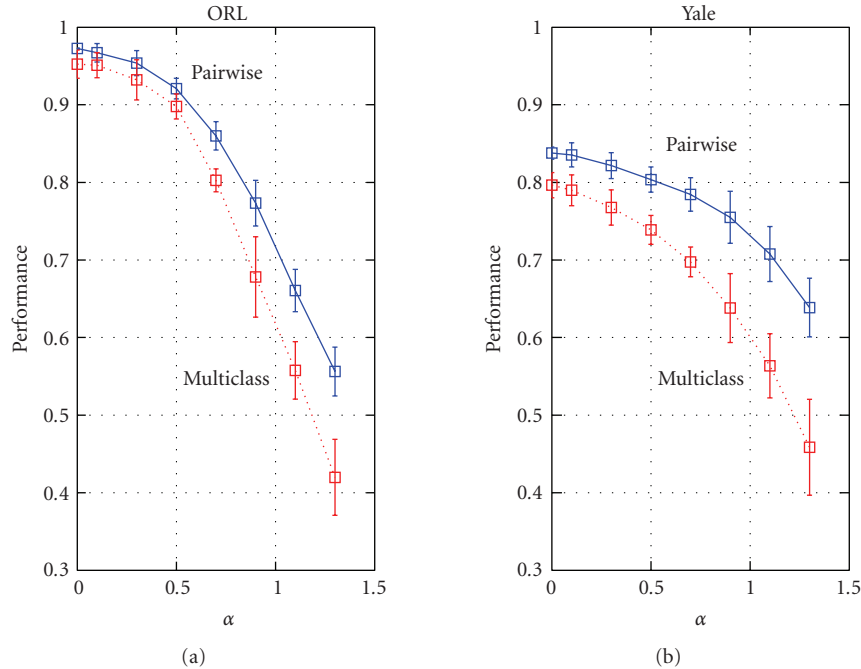 ORL
1
0.9
0.8
0.7
0.6
0.5
0.4
0.3
0
0.5
1
1.5
Performance
Pairwise
Multiclass
α
(a)
Yale
1
0.9
0.8
0.7
0.6
0.5
0.4
0.3
0
0.5
1
1.5
Performance
Pairwise
Multiclass
α
(b)